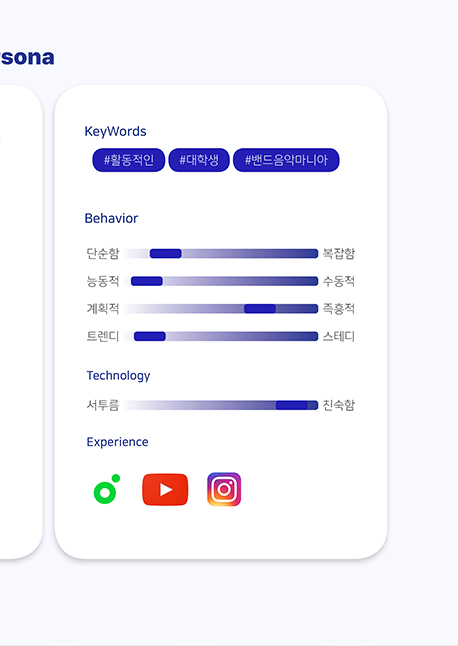 rsona
KeyWords
#활동적인 #대학생 #밴드음악마니아
Behavior
단순함 복잡함
능동적 수동적
계획적 즉흥적
트렌디 스테디
Technology
서투름 친숙함
Experience